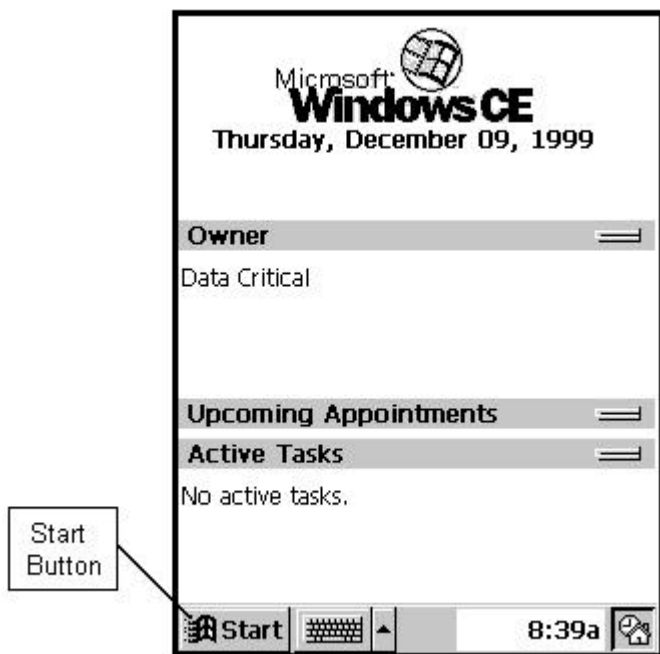 Microsoft
Windows CE
Thursday, December 09, 1999
Owner
Data Critical
Upcoming Appointments
Active Tasks
No active tasks.
Start
Button
Start
8:39a